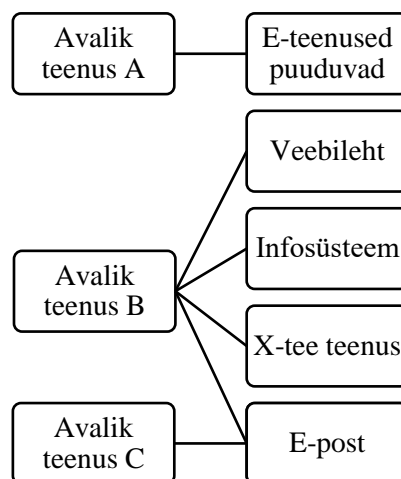 Avalik
teenus A
E-teenused
puuduvad
Veebileht
Avalik
teenus B
Infosüsteem
X-tee teenus
Avalik
teenus C
E-post